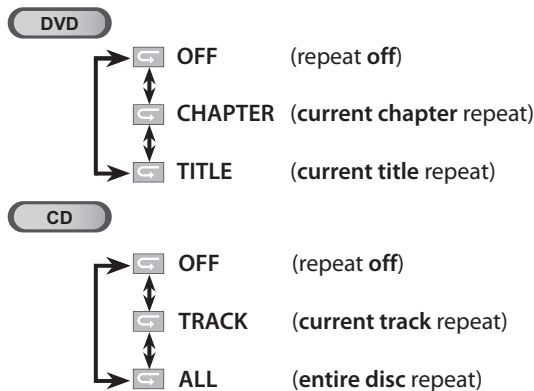 DVD
OFF (repeat off)
CHAPTER (current chapter repeat)
TITLE (current title repeat)
CD
OFF (repeat off)
TRACK (current track repeat)
ALL (entire disc repeat)